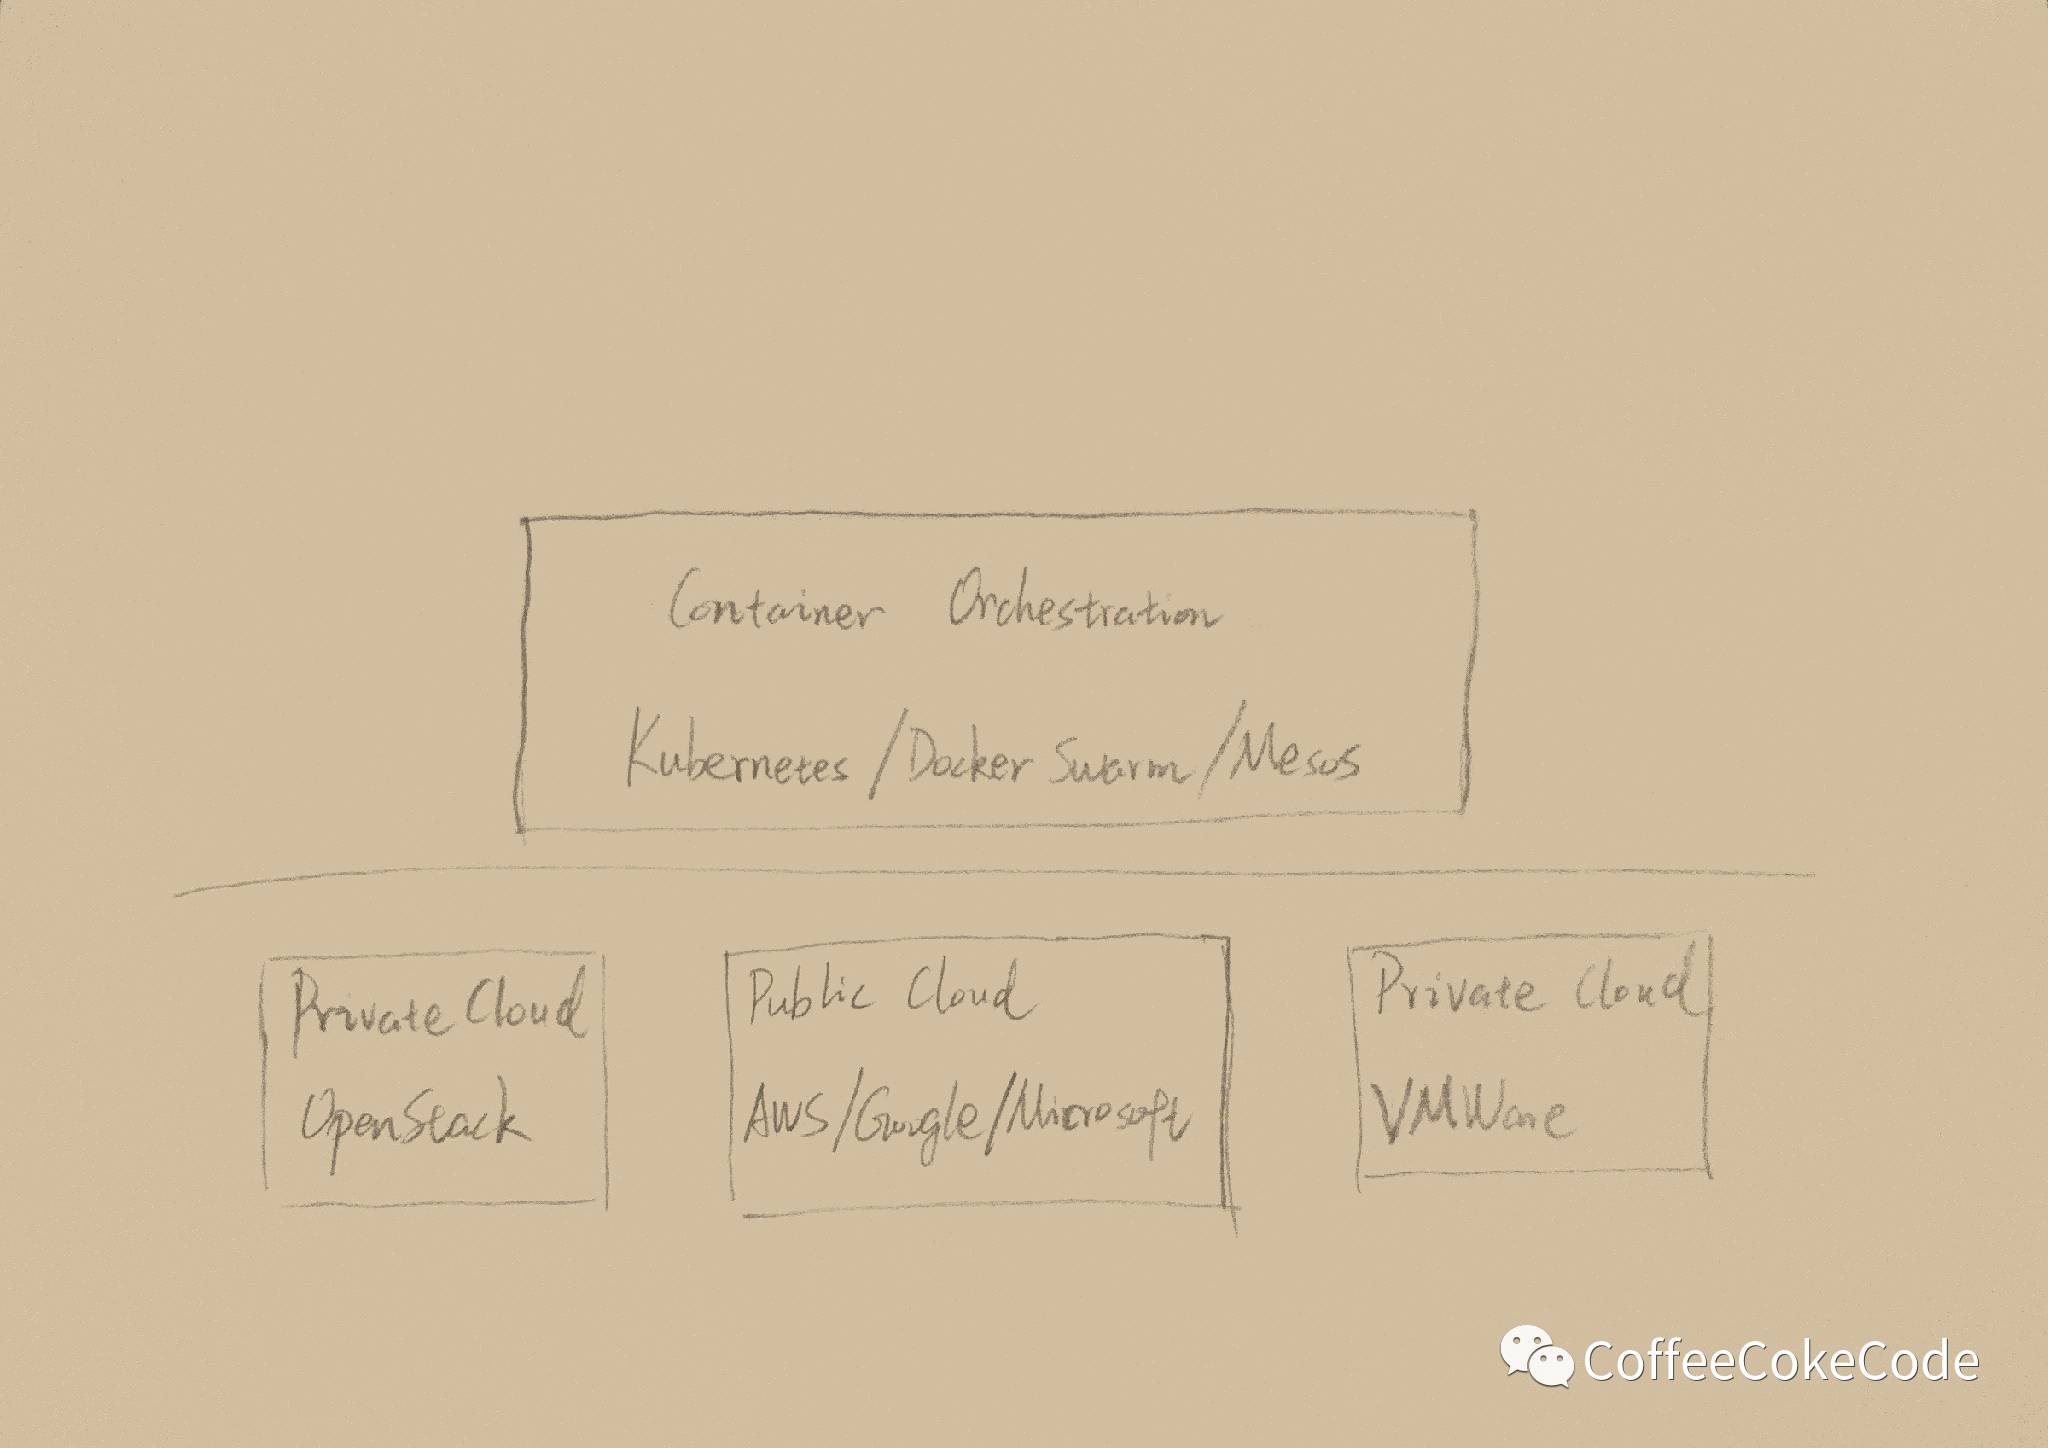 Container Orchestration
Kubernetes / Docker Swarm / Mesos
Private Cloud
OpenStack
Public Cloud
AWS/Google/Microsoft
Private Cloud
VMWare
CoffeeCokeCode